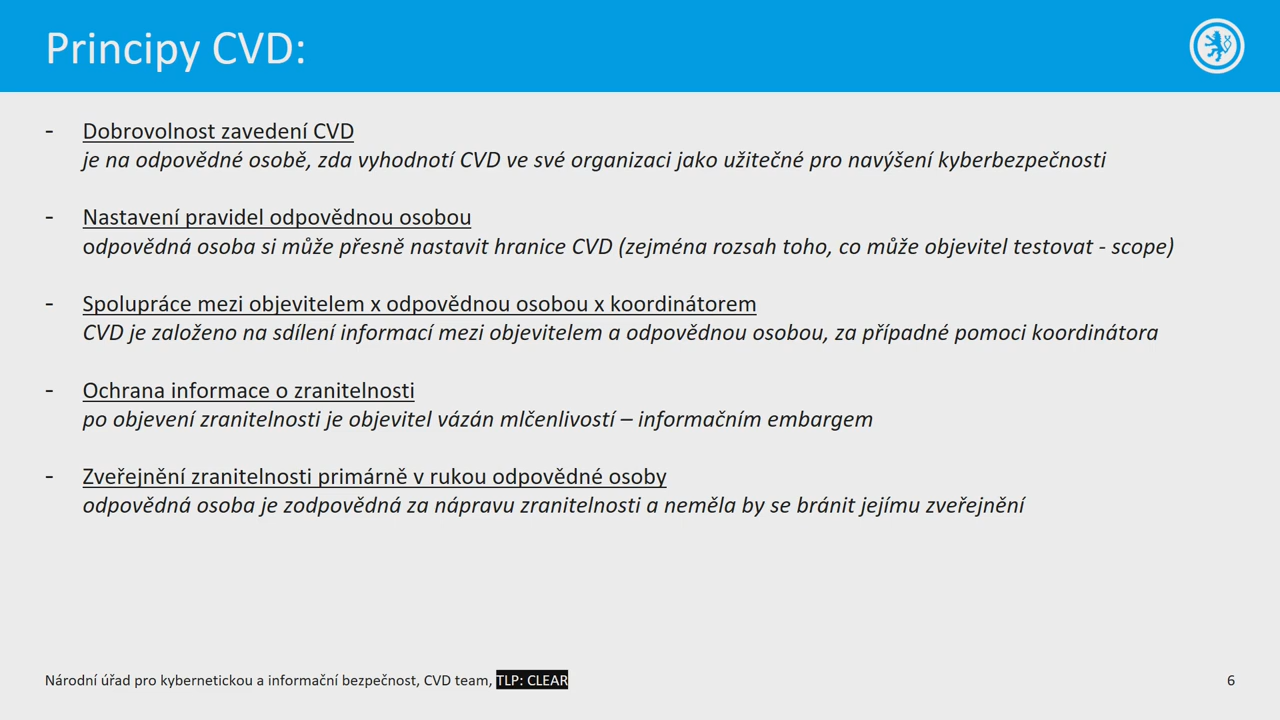 Principy CVD:
- Dobrovolnost zavedení CVD
je na odpovědné osobě, zda vyhodnotí CVD ve své organizaci jako užitečné pro navýšení kyberbezpečnosti
- Nastavení pravidel odpovědnou osobou
odpovědná osoba si může přesně nastavit hranice CVD (zejména rozsah toho, co může objevitel testovat - scope)
- Spolupráce mezi objevitelem x odpovědnou osobou x koordinátorem
CVD je založeno na sdílení informací mezi objevitelem a odpovědnou osobou, za případné pomoci koordinátora
- Ochrana informace o zranitelnosti
po objevení zranitelnosti je objevitel vázán mlčenlivostí – informačním embargem
- Zveřejnění zranitelnosti primárně v rukou odpovědné osoby
odpovědná osoba je zodpovědná za nápravu zranitelnosti a neměla by se bránit jejímu zveřejnění
Národní úřad pro kybernetickou a informační bezpečnost, CVD team, TLP: CLEAR
6